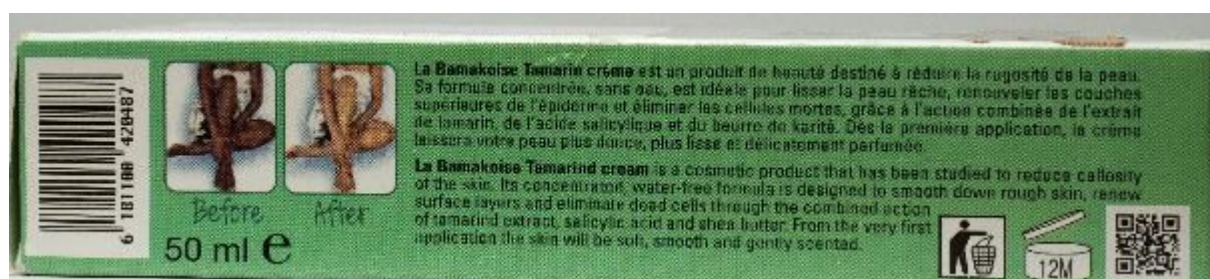 La Bamakoise Tamarin crème est un produit de beauté destiné à réduire la rugosité de la peau.
Sa formule concentrée, sans eau, est idéale pour lisser la peau rêche, renouveler les couches
supérieures de l'épiderme et éliminer les cellules mortes, grâce à l'action combinée de l'extrait
de tamarin, de l'acide salicylique et du beurre de karité. Dès la première application, la crème
laissera votre peau plus douce, plus lisse et délicatement parfumée.
La Bamakoise Tamarind cream is a cosmetic product that has been studied to reduce callosity
of the skin. Its concentrated, water-free formula is designed to smooth down rough skin, renew
surface layers and eliminate dead cells through the combined action
of tamarind extract, salicylic acid and shea butter. From the very first
application the skin will be soft, smooth and gently scented.
Before After
50 ml e
6 181100 428487
12M